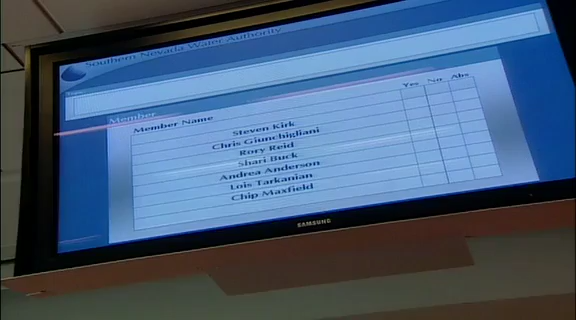 Southern Nevada Water Authority
Member
Member Name Yes No Abs
Steven Kirk
Chris Giunchigliani
Rory Reid
Shari Buck
Andrea Anderson
Lois Tarkanian
Chip Maxfield
SAMSUNG